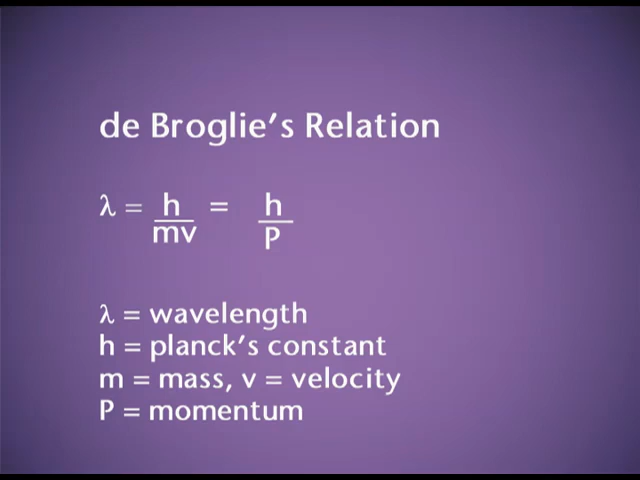 de Broglie's Relation
λ = h/mv = h/P
λ = wavelength
h = planck's constant
m = mass, v = velocity
P = momentum